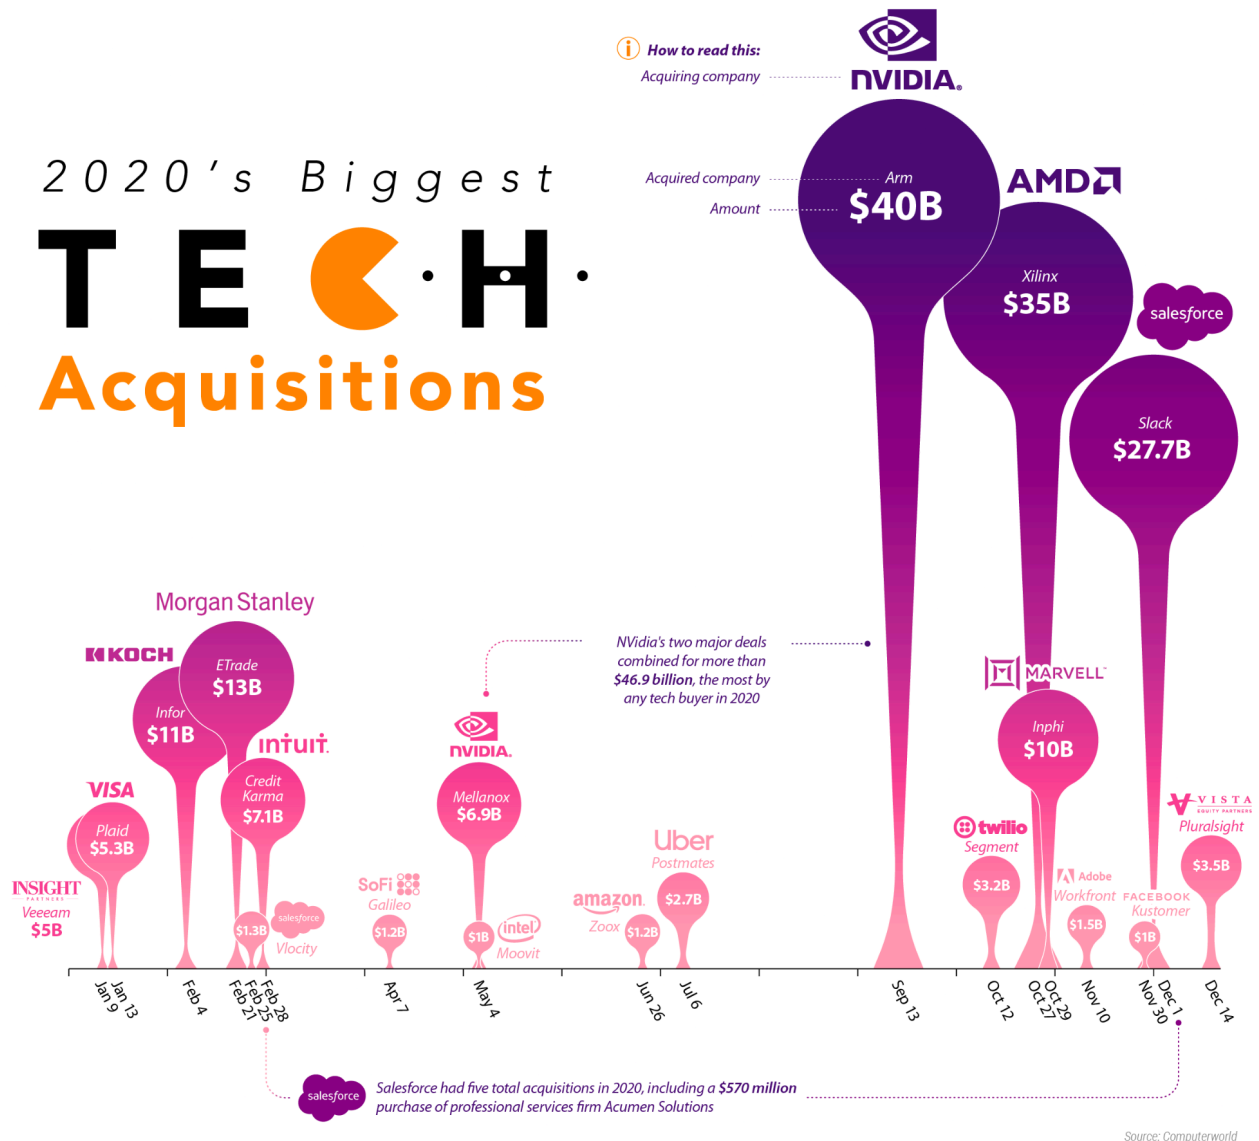 2020's Biggest
TECH
Acquisitions
How to read this:
Acquiring company
Acquired company
Amount
NVIDIA.
Arm
$40B
AMD
Xilinx
$35B
salesforce
Slack
$27.7B
Morgan Stanley
ETrade
$13B
KOCH
Infor
$11B
INTUIT.
Credit
Karma
$7.1B
VISA
Plaid
$5.3B
INSIGHT
PARTNERS
Veeeam
$5B
salesforce
$1.3B
Vlocity
SoFi
Galileo
$1.2B
NVIDIA.
Mellanox
$6.9B
intel
$1B
Moovit
NVidia's two major deals
combined for more than
$46.9 billion, the most by
any tech buyer in 2020
amazon
Zoox
$1.2B
Uber
Postmates
$2.7B
MARVELL
Inphi
$10B
twilio
Segment
$3.2B
Adobe
Workfront
$1.5B
FACEBOOK
Kustomer
$1B
VISTA
EQUITY PARTNERS
Pluralsight
$3.5B
Jan 9
Jan 13
Feb 4
Feb 21
Feb 25
Feb 28
Apr 7
May 4
Jun 26
Jul 6
Sep 13
Oct 12
Oct 27
Oct 29
Nov 10
Nov 30
Dec 1
Dec 14
salesforce
Salesforce had five total acquisitions in 2020, including a $570 million
purchase of professional services firm Acumen Solutions
Source: Computerworld